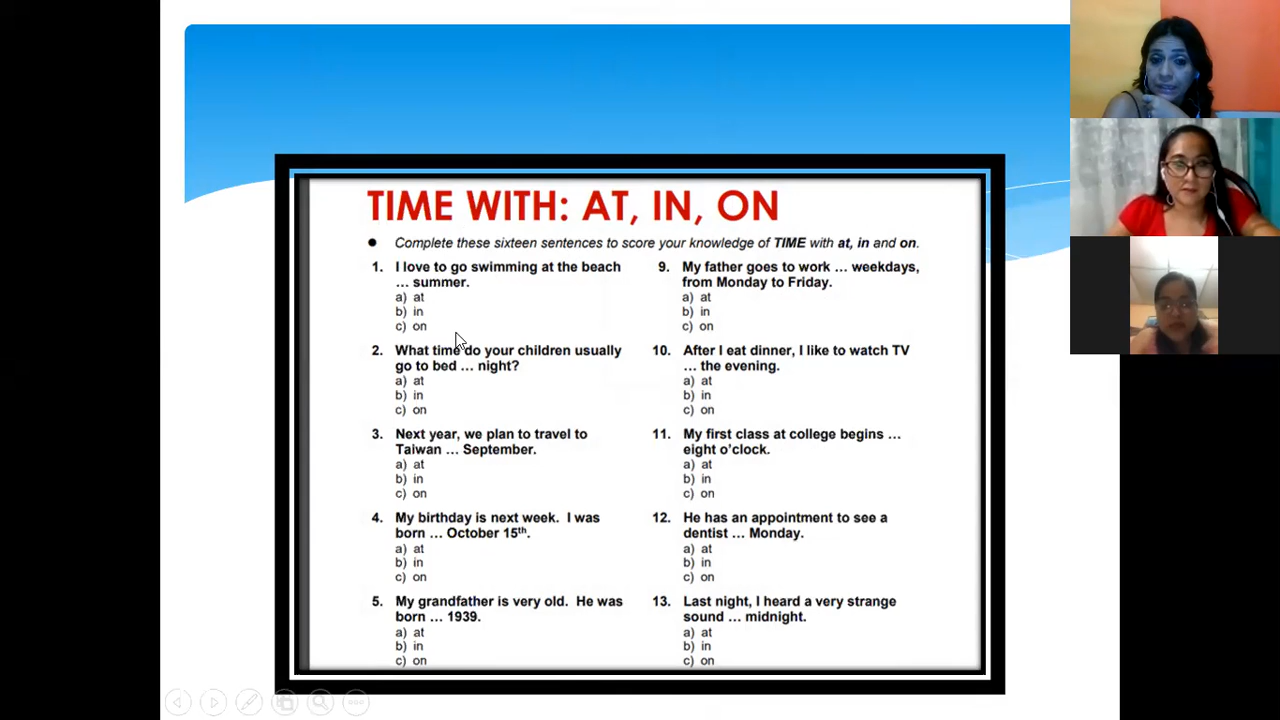 TIME WITH: AT, IN, ON
● Complete these sixteen sentences to score your knowledge of TIME with at, in and on.
1. I love to go swimming at the beach
… summer.
a) at
b) in
c) on
2. What time do your children usually
go to bed … night?
a) at
b) in
c) on
3. Next year, we plan to travel to
Taiwan … September.
a) at
b) in
c) on
4. My birthday is next week. I was
born … October 15th.
a) at
b) in
c) on
5. My grandfather is very old. He was
born … 1939.
a) at
b) in
c) on
9. My father goes to work … weekdays,
from Monday to Friday.
a) at
b) in
c) on
10. After I eat dinner, I like to watch TV
… the evening.
a) at
b) in
c) on
11. My first class at college begins …
eight o’clock.
a) at
b) in
c) on
12. He has an appointment to see a
dentist … Monday.
a) at
b) in
c) on
13. Last night, I heard a very strange
sound … midnight.
a) at
b) in
c) on